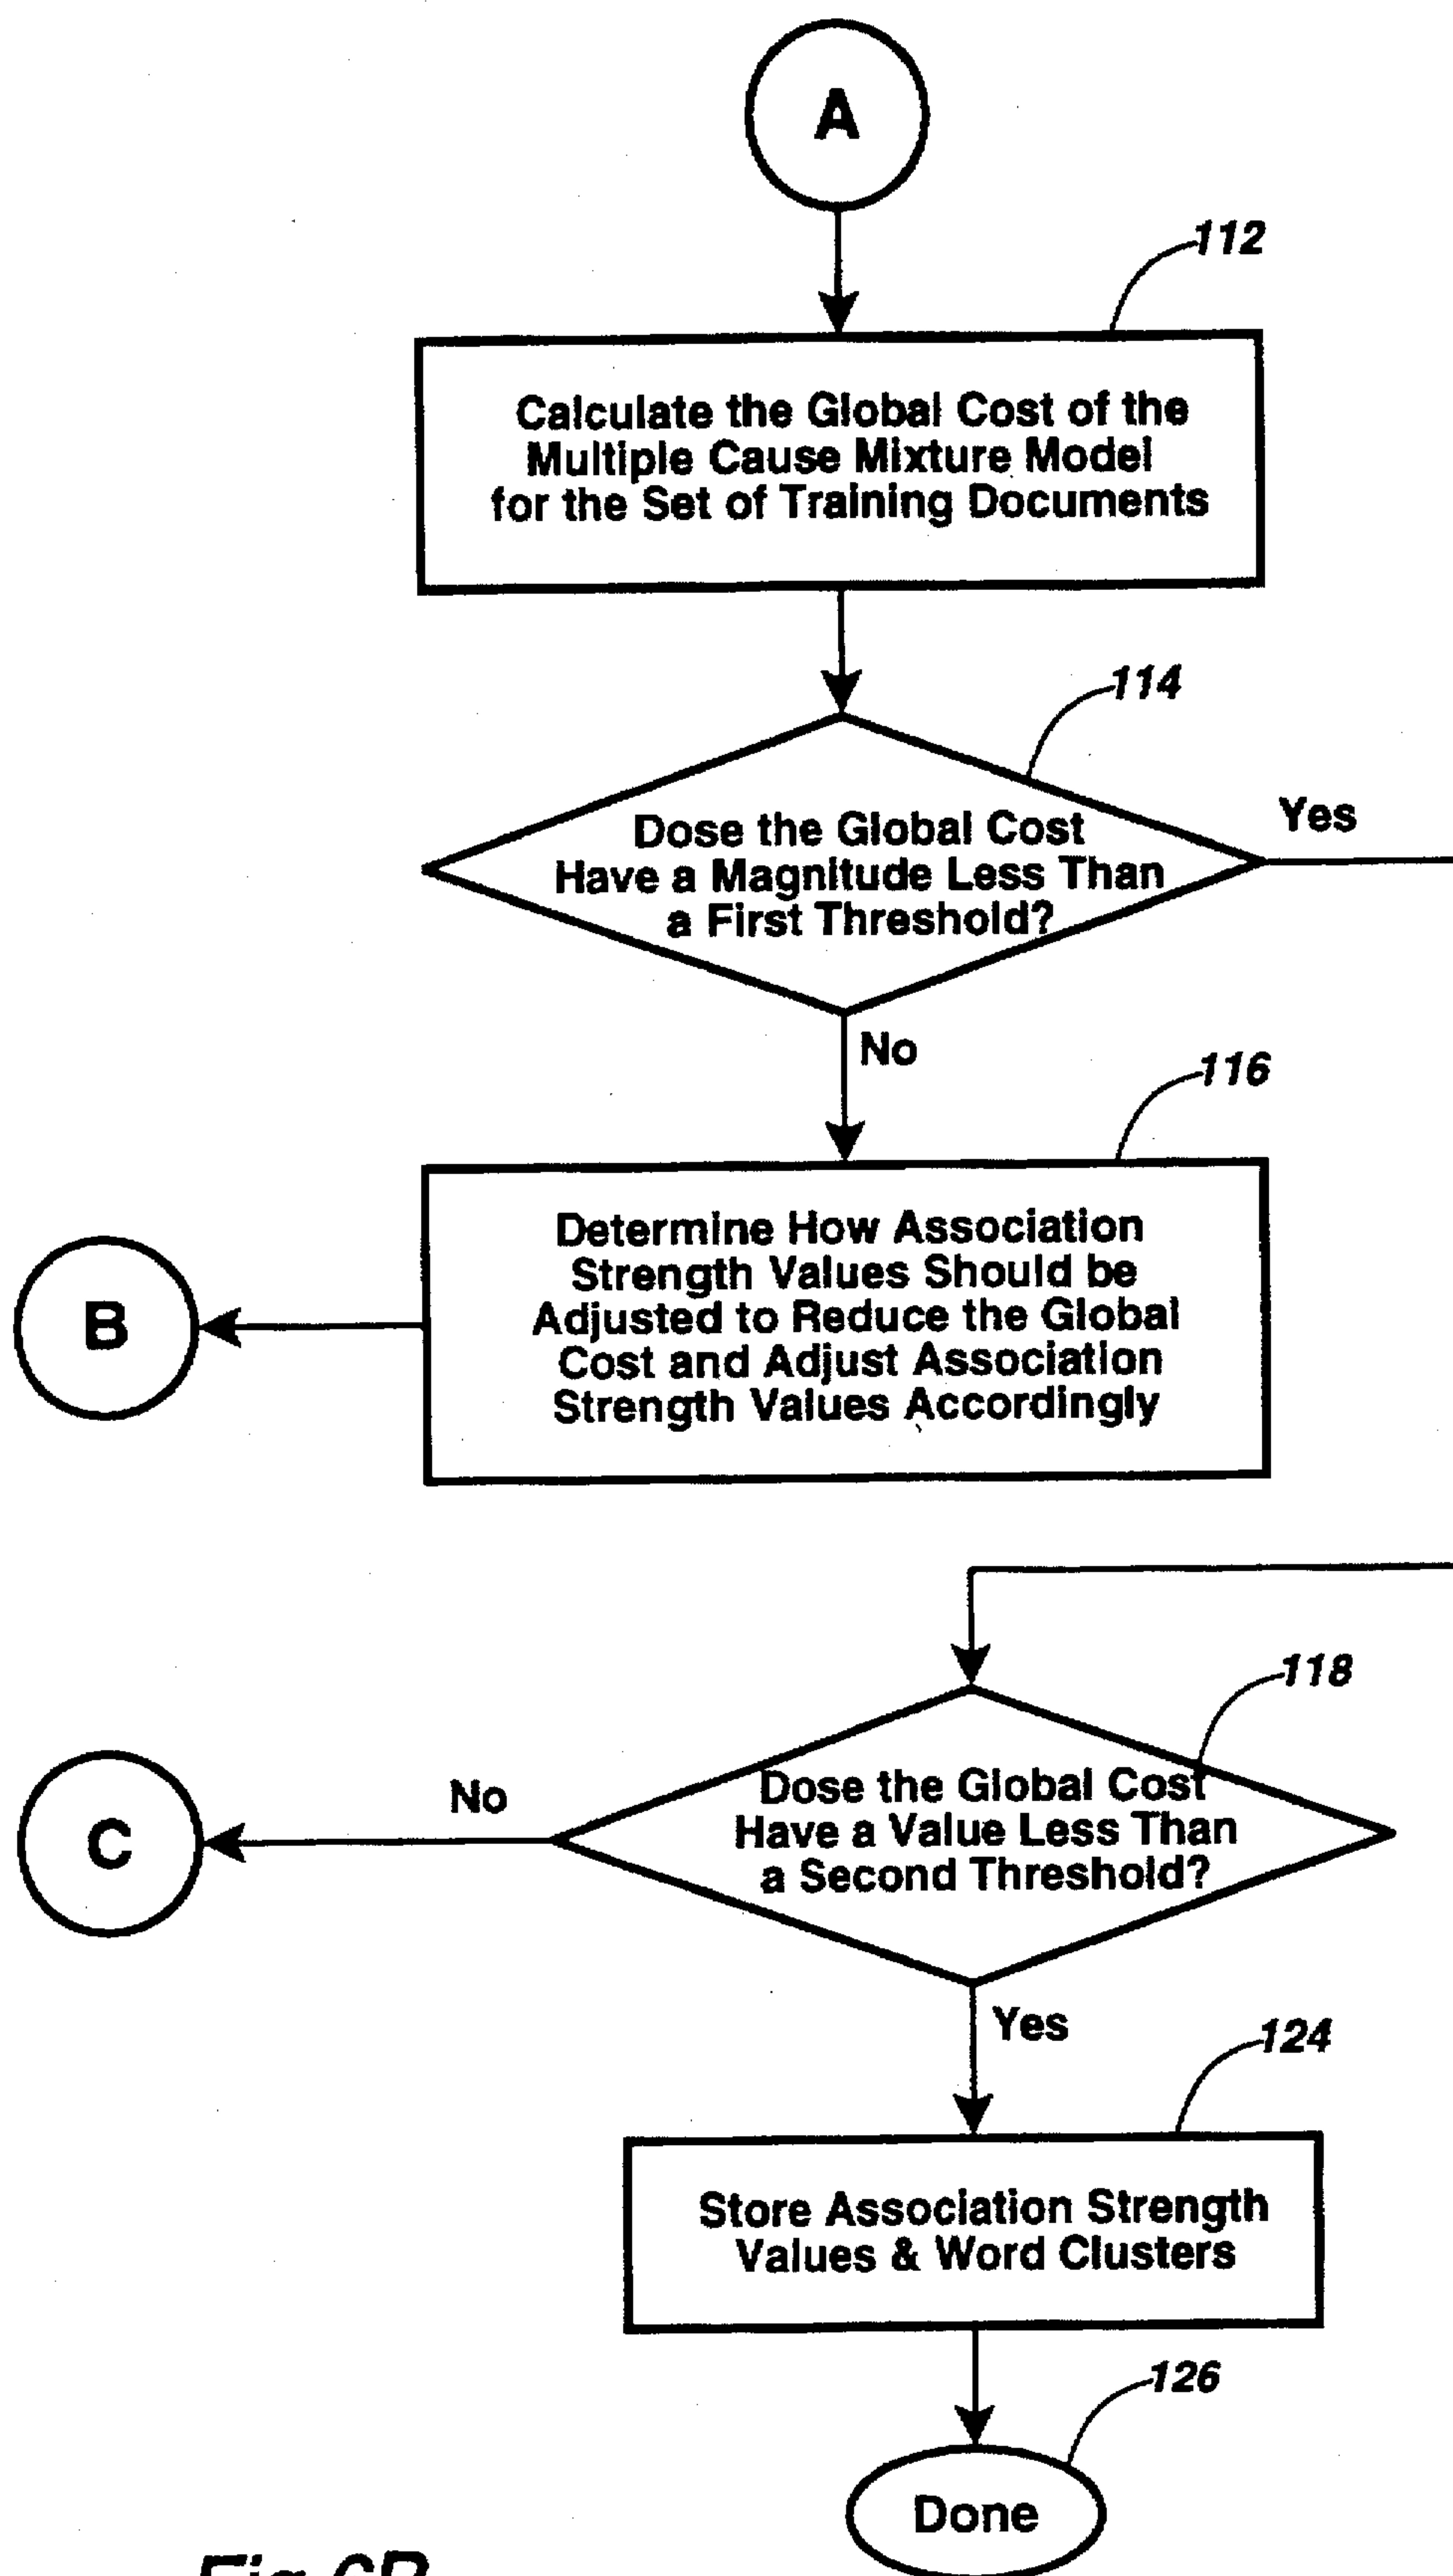 A
112
Calculate the Global Cost of the
Multiple Cause Mixture Model
for the Set of Training Documents
114
Dose the Global Cost
Have a Magnitude Less Than
a First Threshold?
Yes
No
116
Determine How Association
Strength Values Should be
Adjusted to Reduce the Global
Cost and Adjust Association
Strength Values Accordingly
B
118
Dose the Global Cost
Have a Value Less Than
a Second Threshold?
No
C
Yes
124
Store Association Strength
Values & Word Clusters
126
Done
Fig.6B